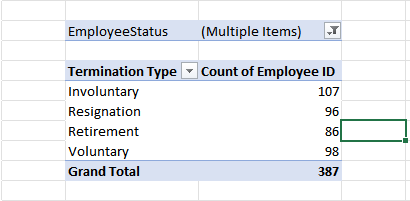 EmployeeStatus (Multiple Items)
Termination Type Count of Employee ID
Involuntary 107
Resignation 96
Retirement 86
Voluntary 98
Grand Total 387